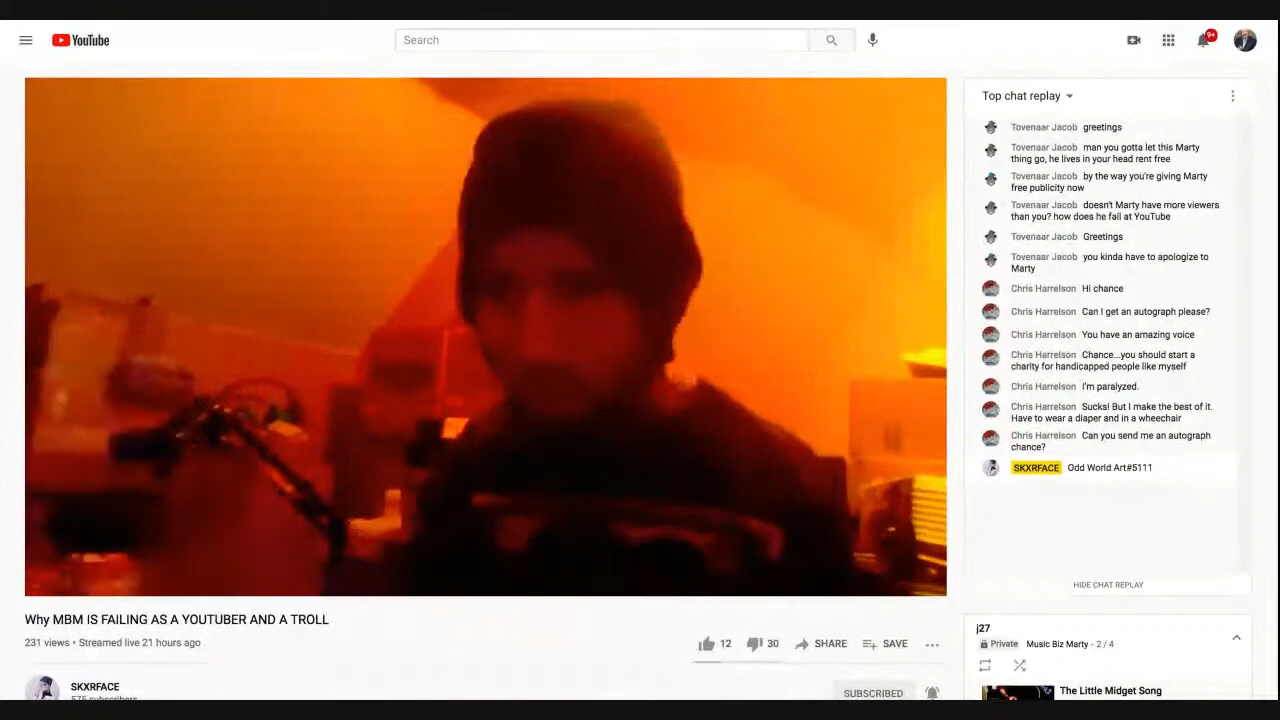 YouTube
Search
9+
Top chat replay
Tovenaar Jacob greetings
Tovenaar Jacob man you gotta let this Marty
thing go, he lives in your head rent free
Tovenaar Jacob by the way you're giving Marty
free publicity now
Tovenaar Jacob doesn't Marty have more viewers
than you? how does he fail at YouTube
Tovenaar Jacob Greetings
Tovenaar Jacob you kinda have to apologize to
Marty
Chris Harrelson Hi chance
Chris Harrelson Can I get an autograph please?
Chris Harrelson You have an amazing voice
Chris Harrelson Chance...you should start a
charity for handicapped people like myself
Chris Harrelson I'm paralyzed.
Chris Harrelson Sucks! But I make the best of it.
Have to wear a diaper and in a wheechair
Chris Harrelson Can you send me an autograph
chance?
SKXRFACE Odd World Art#5111
HIDE CHAT REPLAY
Why MBM IS FAILING AS A YOUTUBER AND A TROLL
231 views • Streamed live 21 hours ago
12 30 SHARE SAVE
SKXRFACE
575 subscribers
SUBSCRIBED
j27
Private Music Biz Marty - 2 / 4
The Little Midget Song